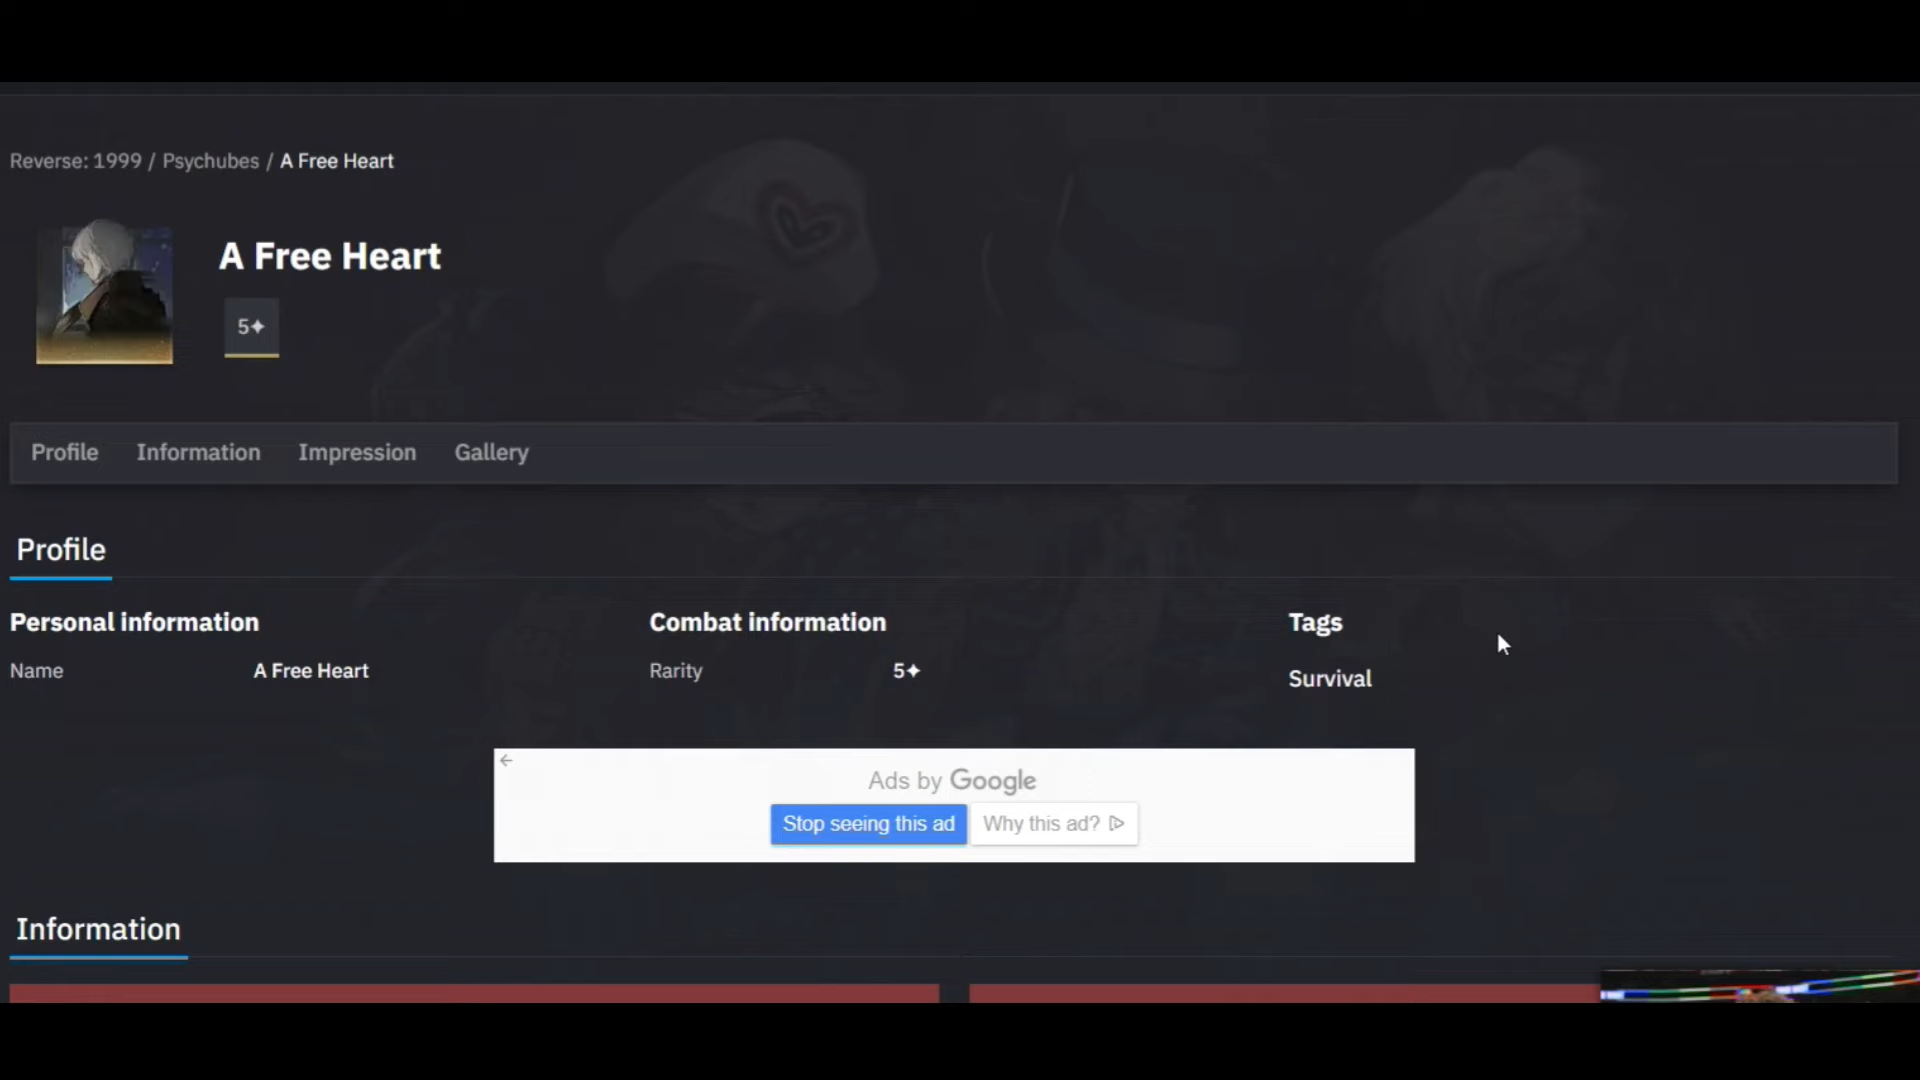 Reverse: 1999 / Psychubes / A Free Heart
A Free Heart
5✦
Profile Information Impression Gallery
Profile
Personal information Combat information Tags
Name A Free Heart Rarity 5✦ Survival
Ads by Google
Stop seeing this ad Why this ad?
Information